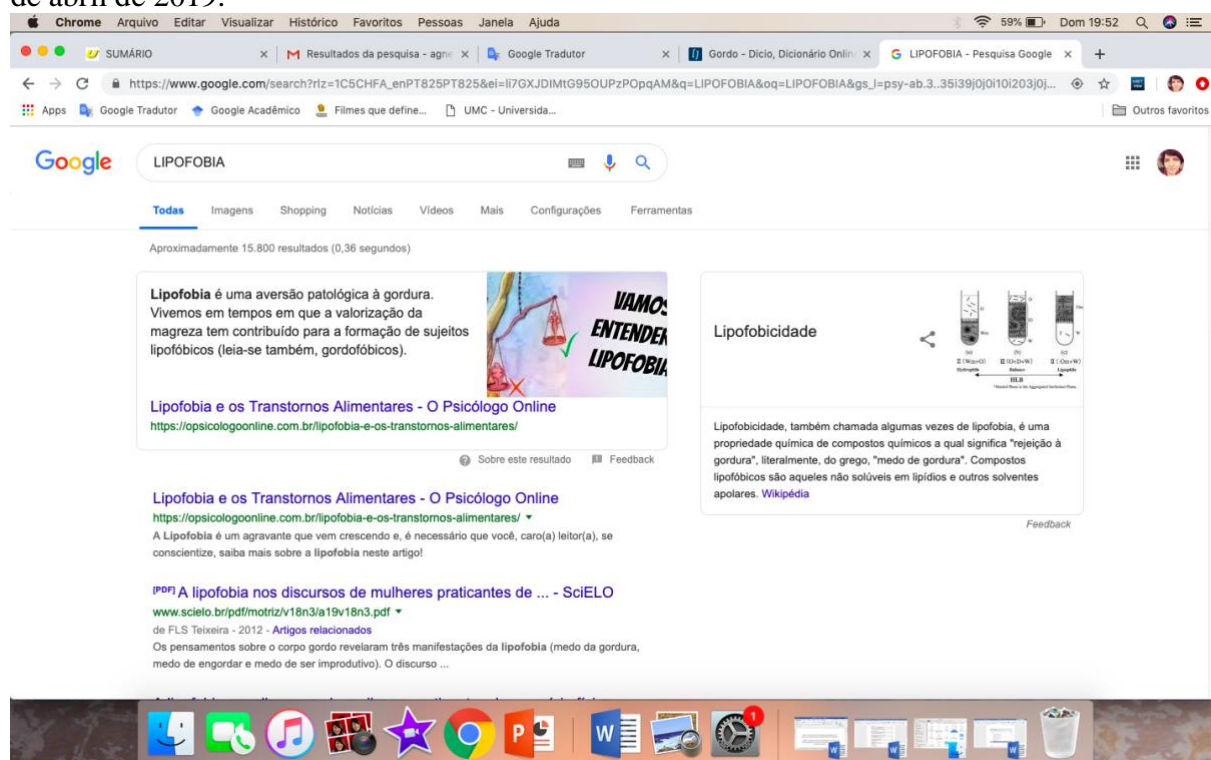 de abril de 2019.
Chrome Arquivo Editar Visualizar Histórico Favoritos Pessoas Janela Ajuda 59% Dom 19:52
SUMÁRIO Resultados da pesquisa - agne Google Tradutor Gordo - Dicio, Dicionário Onlin LIPOFOBIA - Pesquisa Google
https://www.google.com/search?rlz=1C5CHFA_enPT825PT825&ei=li7GXJDIMtG95OUPzPOpqAM&q=LIPOFOBIA&oq=LIPOFOBIA&gs_l=psy-ab.3..35i39j0j0i10i203j0j...
Apps Google Tradutor Google Acadêmico Filmes que define... UMC - Universida... Outros favoritos
Google LIPOFOBIA
Todas Imagens Shopping Notícias Vídeos Mais Configurações Ferramentas
Aproximadamente 15.800 resultados (0,36 segundos)
Lipofobia é uma aversão patológica à gordura.
Vivemos em tempos em que a valorização da
magreza tem contribuído para a formação de sujeitos
lipofóbicos (leia-se também, gordofóbicos).
VAMOS
ENTENDER
LIPOFOBIA
Lipofobia e os Transtornos Alimentares - O Psicólogo Online
https://opsicologoonline.com.br/lipofobia-e-os-transtornos-alimentares/
Sobre este resultado Feedback
Lipofobia e os Transtornos Alimentares - O Psicólogo Online
https://opsicologoonline.com.br/lipofobia-e-os-transtornos-alimentares/
A Lipofobia é um agravante que vem crescendo e, é necessário que você, caro(a) leitor(a), se
conscientize, saiba mais sobre a lipofobia neste artigo!
[PDF] A lipofobia nos discursos de mulheres praticantes de ... - SciELO
www.scielo.br/pdf/motriz/v18n3/a19v18n3.pdf
de FLS Teixeira - 2012 - Artigos relacionados
Os pensamentos sobre o corpo gordo revelaram três manifestações da lipofobia (medo da gordura,
medo de engordar e medo de ser improdutivo). O discurso ...
Lipofobicidade
HLB
Lipofobicidade, também chamada algumas vezes de lipofobia, é uma
propriedade química de compostos químicos a qual significa "rejeição à
gordura", literalmente, do grego, "medo de gordura". Compostos
lipofóbicos são aqueles não solúveis em lipídios e outros solventes
apolares. Wikipédia
Feedback
1